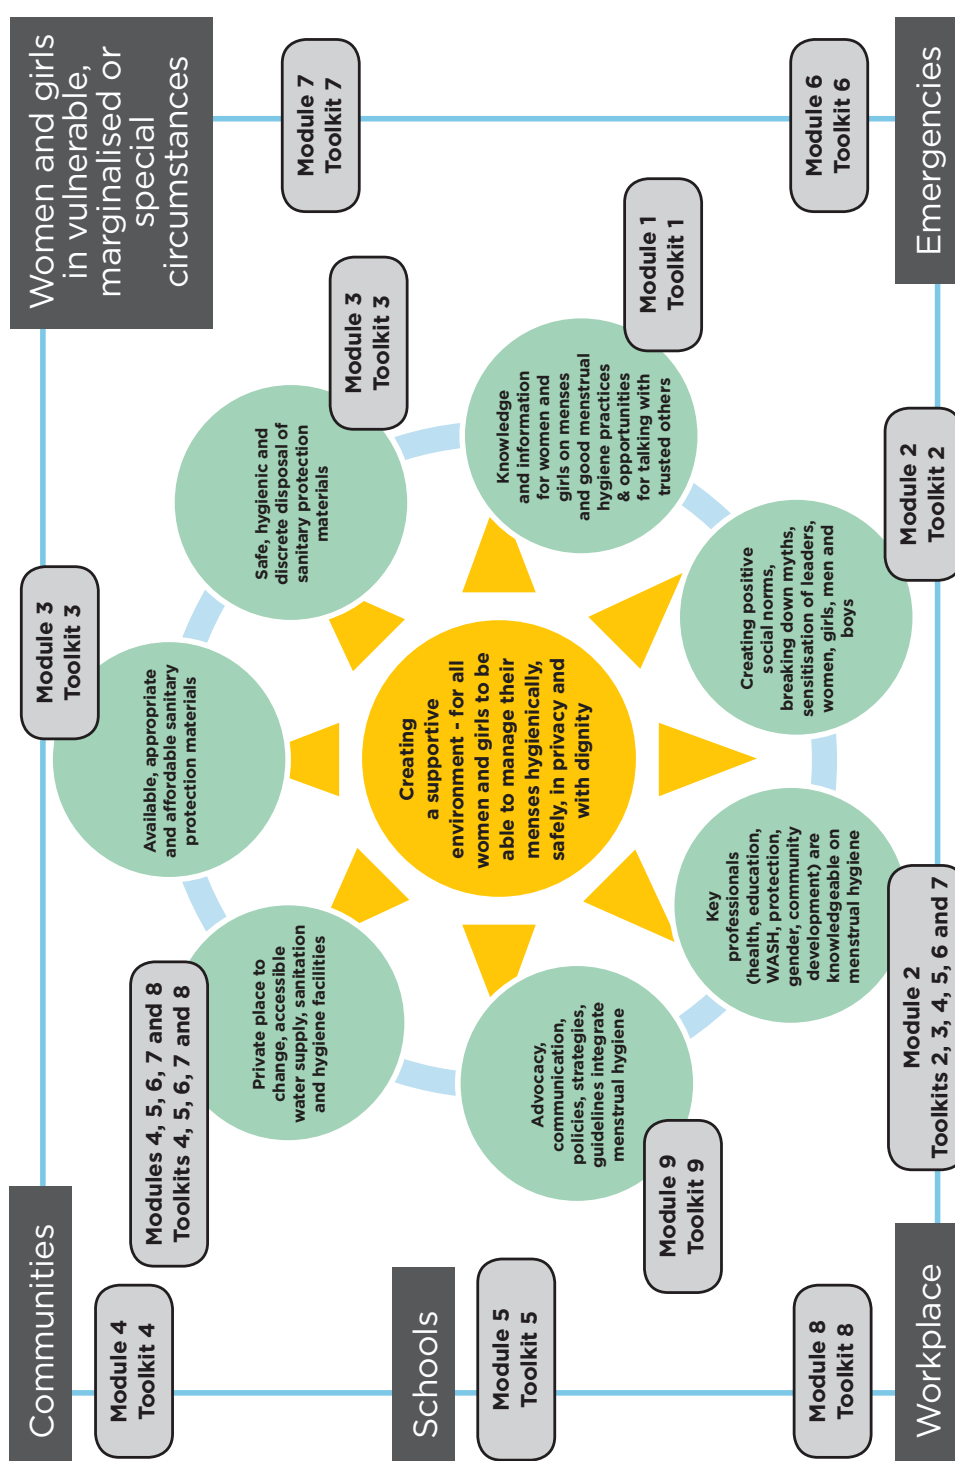 Communities
Module 4
Toolkit 4
Women and girls
in vulnerable,
marginalised or
special
circumstances
Module 7
Toolkit 7
Module 3
Toolkit 3
Available, appropriate
and affordable sanitary
protection materials
Modules 4, 5, 6, 7 and 8
Toolkits 4, 5, 6, 7 and 8
Private place to
change, accessible
water supply, sanitation
and hygiene facilities
Safe, hygienic and
discrete disposal of
sanitary protection
materials
Module 3
Toolkit 3
Schools
Module 5
Toolkit 5
Creating
a supportive
environment - for all
women and girls to be
able to manage their
menses hygienically,
safely, in privacy and
with dignity
Advocacy,
communication,
policies, strategies,
guidelines integrate
menstrual hygiene
Module 9
Toolkit 9
Knowledge
and information
for women and
girls on menses
and good menstrual
hygiene practices
& opportunities
for talking with
trusted others
Module 1
Toolkit 1
Key
professionals
(health, education,
WASH, protection,
gender, community
development) are
knowledgeable on
menstrual hygiene
Module 2
Toolkits 2, 3, 4, 5, 6 and 7
Creating positive
social norms,
breaking down myths,
sensitisation of leaders,
women, girls, men and
boys
Module 2
Toolkit 2
Module 8
Toolkit 8
Workplace
Module 6
Toolkit 6
Emergencies